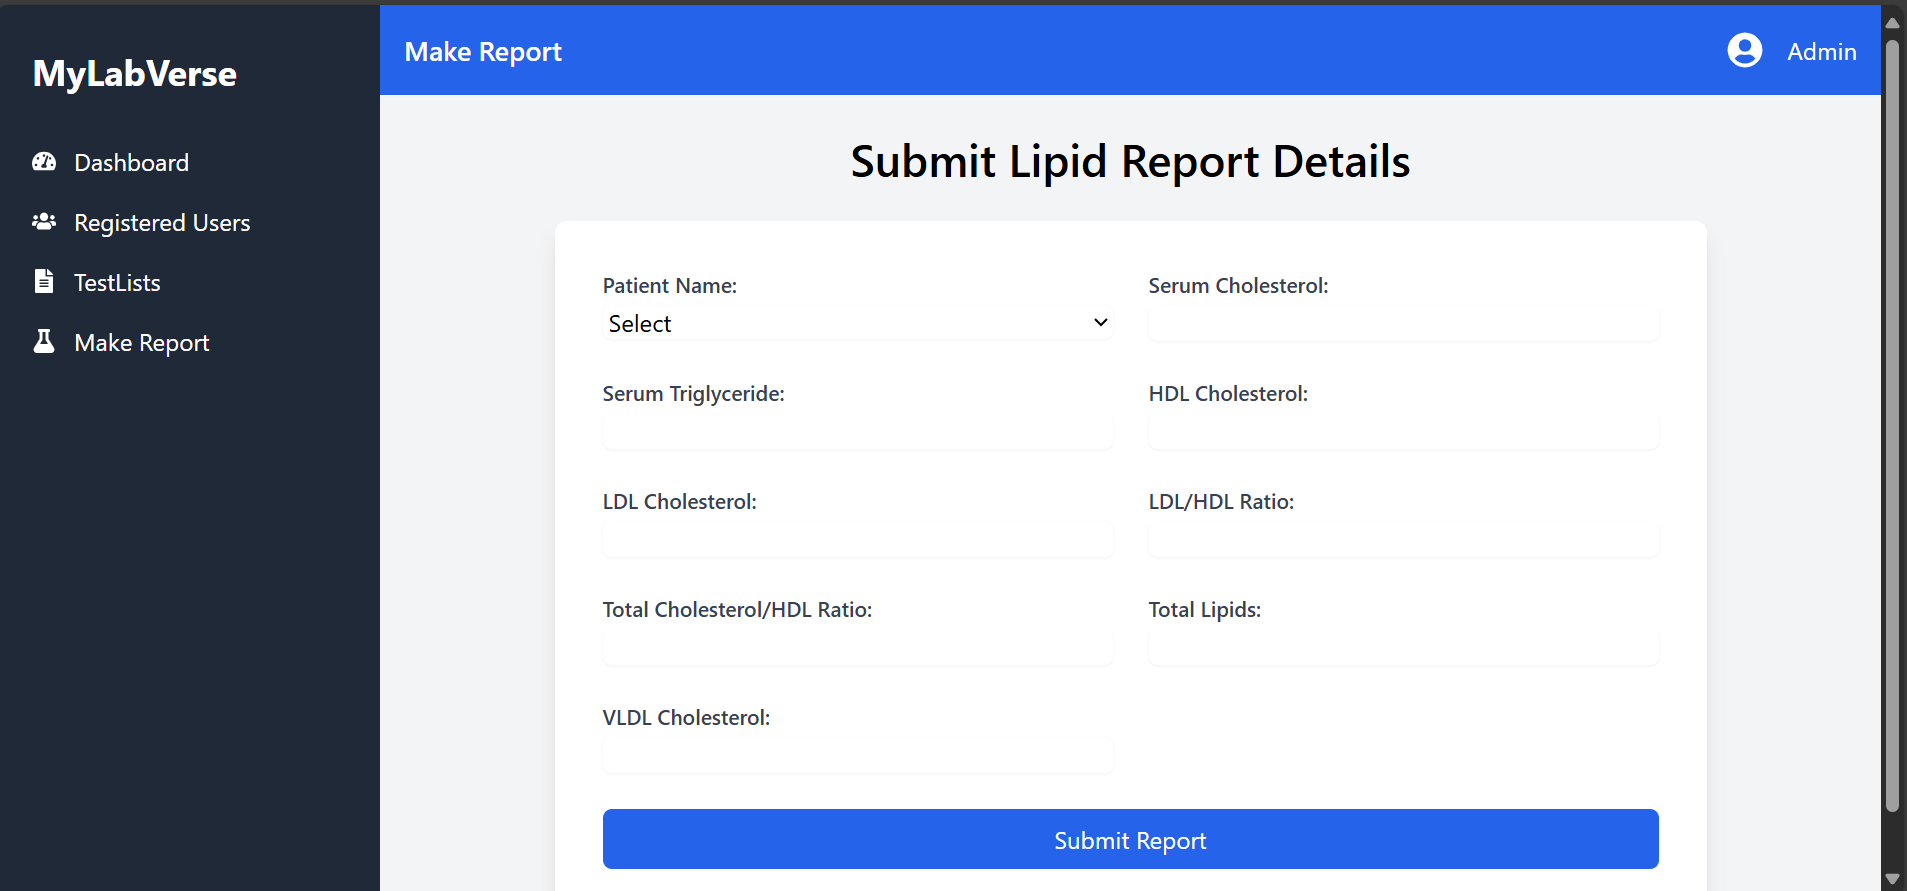 MyLabVerse
Dashboard
Registered Users
TestLists
Make Report
Make Report
Admin
Submit Lipid Report Details
Patient Name:
Select
Serum Cholesterol:
Serum Triglyceride:
HDL Cholesterol:
LDL Cholesterol:
LDL/HDL Ratio:
Total Cholesterol/HDL Ratio:
Total Lipids:
VLDL Cholesterol:
Submit Report